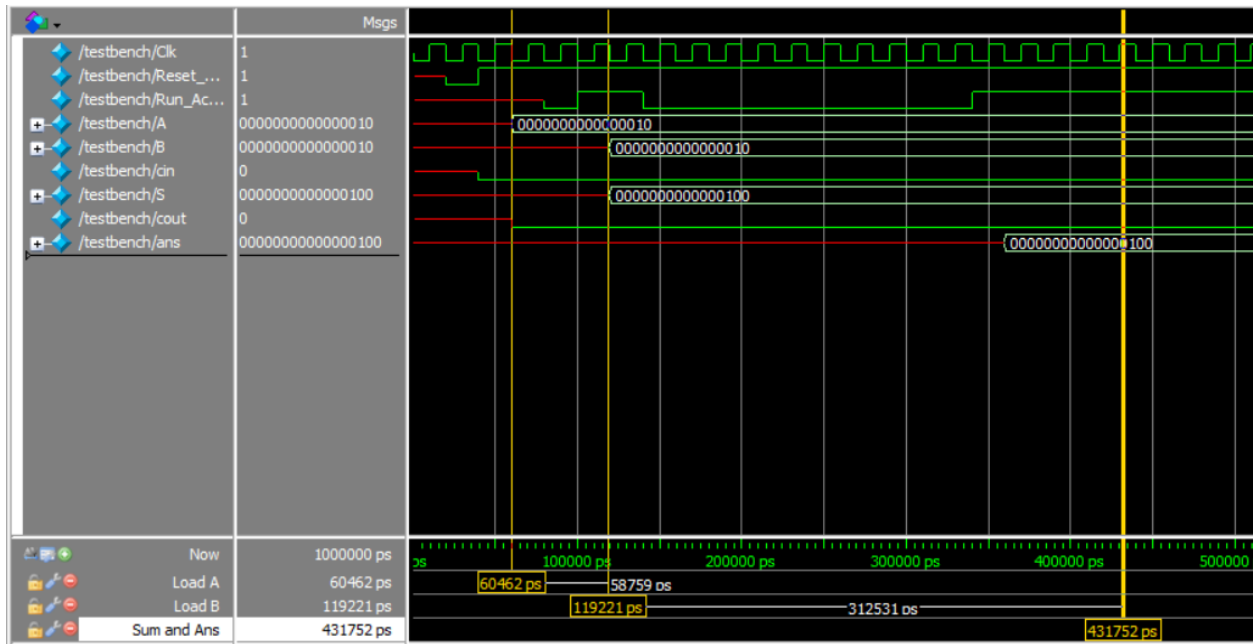 Msgs
/testbench/Clk 1
/testbench/Reset_... 1
/testbench/Run_Ac... 1
/testbench/A 0000000000000010 0000000000000010
/testbench/B 0000000000000010 0000000000000010
/testbench/cin 0
/testbench/S 0000000000000100 0000000000000100
/testbench/cout 0
/testbench/ans 00000000000000100 00000000000000100
Now 1000000 ps ps 100000 ps 200000 ps 300000 ps 400000 ps 500000
Load A 60462 ps 60462 ps 58759 ps
Load B 119221 ps 119221 ps 312531 ps
Sum and Ans 431752 ps 431752 ps